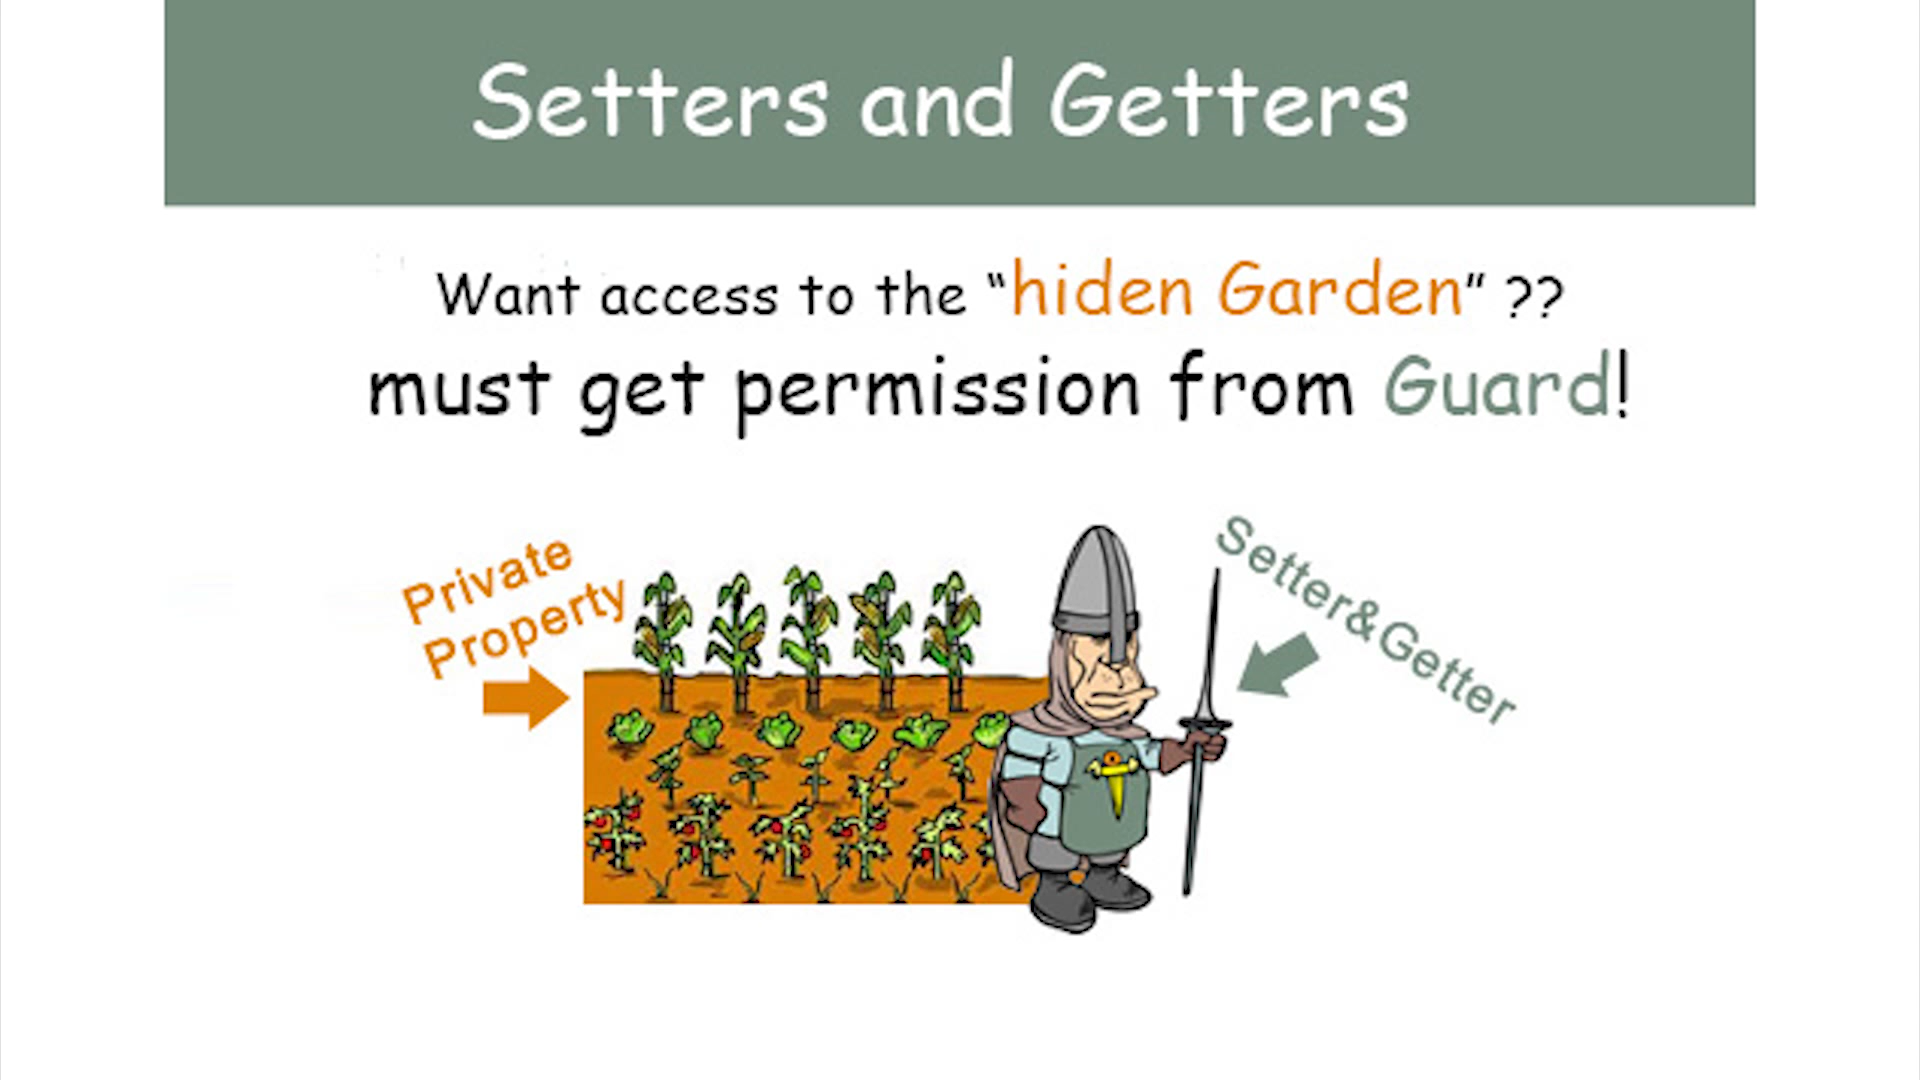 Setters and Getters
Want access to the “hiden Garden” ??
must get permission from Guard!
Private
Property
Setter&Getter